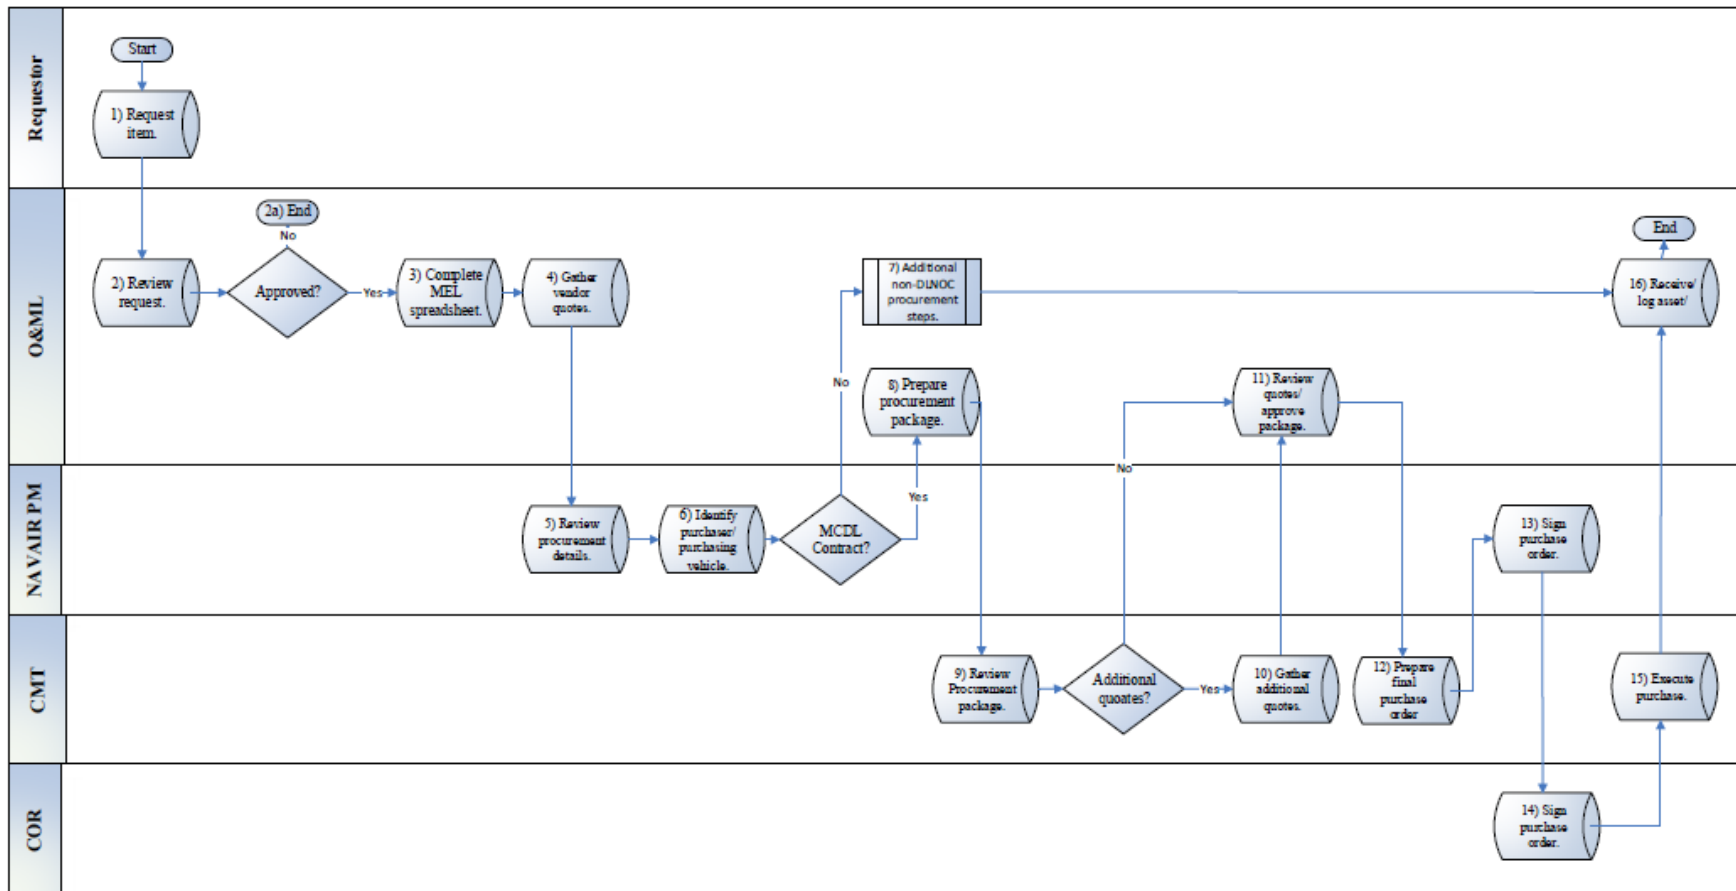 Requestor
Start
1) Request
item.
O&ML
2a) End
No
2) Review
request.
Approved?
Yes
3) Complete
MEL
spreadsheet.
4) Gather
vendor
quotes.
7) Additional
non-DLNOC
procurement
steps.
No
8) Prepare
procurement
package.
11) Review
quotes/
approve
package.
End
16) Receive/
log asset/
NAVAIR PM
5) Review
procurement
details.
6) Identify
purchaser/
purchasing
vehicle.
MCDL
Contract?
Yes
No
13) Sign
purchase
order.
CMT
9) Review
Procurement
package.
Additional
quoates?
Yes
10) Gather
additional
quotes.
12) Prepare
final
purchase
order
15) Execute
purchase.
COR
14) Sign
purchase
order.